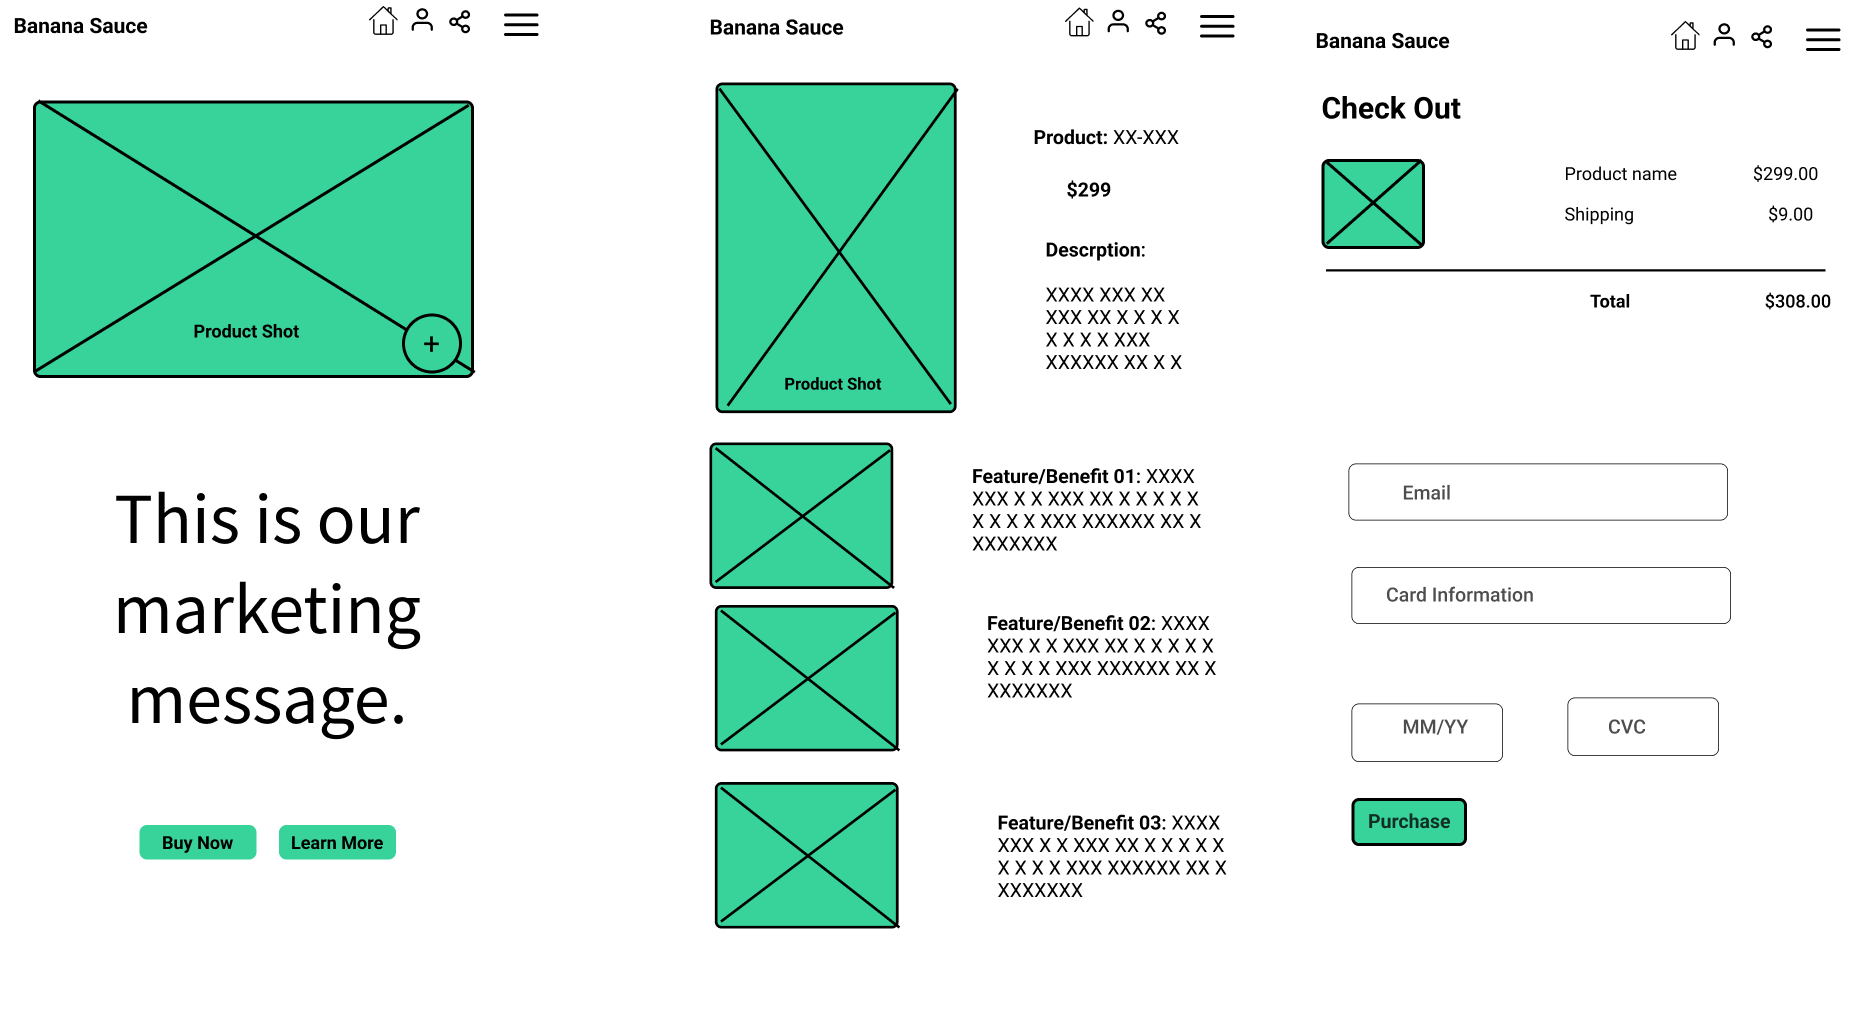 Banana Sauce
+
Product Shot
This is our
marketing
message.
Buy Now
Learn More
Banana Sauce
Product Shot
Product: XX-XXX
$299
Descrption:
XXXX XXX XX
XXX XX X X X X
X X X X XXX
XXXXXX XX X X
Feature/Benefit 01: XXXX
XXX X X XXX XX X X X X X
X X X X XXX XXXXXX XX X
XXXXXXX
Feature/Benefit 02: XXXX
XXX X X XXX XX X X X X X
X X X X XXX XXXXXX XX X
XXXXXXX
Feature/Benefit 03: XXXX
XXX X X XXX XX X X X X X
X X X X XXX XXXXXX XX X
XXXXXXX
Banana Sauce
Check Out
Product name $299.00
Shipping $9.00
Total $308.00
Email
Card Information
MM/YY
CVC
Purchase